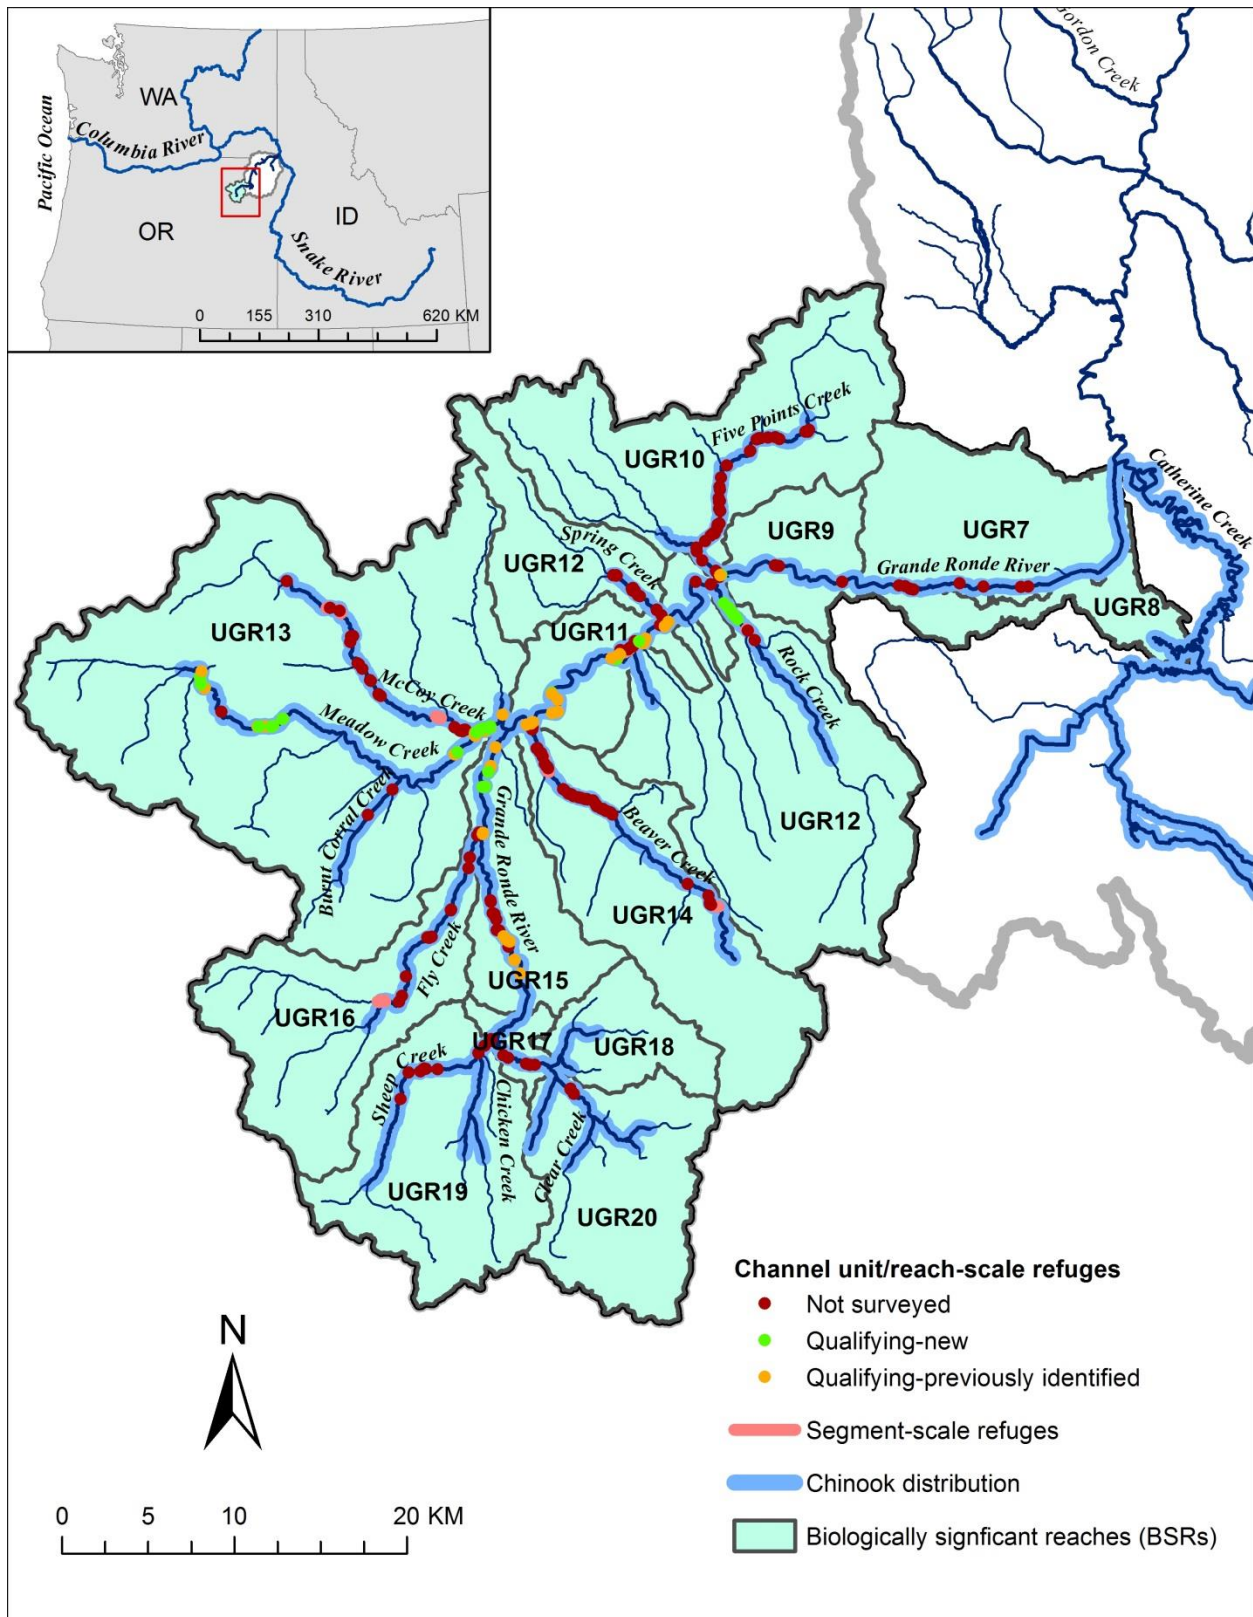 Gordon Creek
WA
Pacific Ocean
Columbia River
OR
ID
Snake River
0 155 310 620 KM
Five Points Creek
UGR10
Catherine Creek
UGR9
UGR7
Spring Creek
UGR12
Grande Ronde River
UGR8
UGR13
UGR11
Rock Creek
McCoy Creek
Meadow Creek
Burnt Corral Creek
Grande Ronde River
Beaver Creek
UGR12
UGR14
Fly Creek
UGR15
UGR16
UGR17
UGR18
Sheep Creek
Chicken Creek
Clear Creek
UGR19
UGR20
Channel unit/reach-scale refuges
Not surveyed
Qualifying-new
Qualifying-previously identified
Segment-scale refuges
Chinook distribution
Biologically signficant reaches (BSRs)
N
0 5 10 20 KM